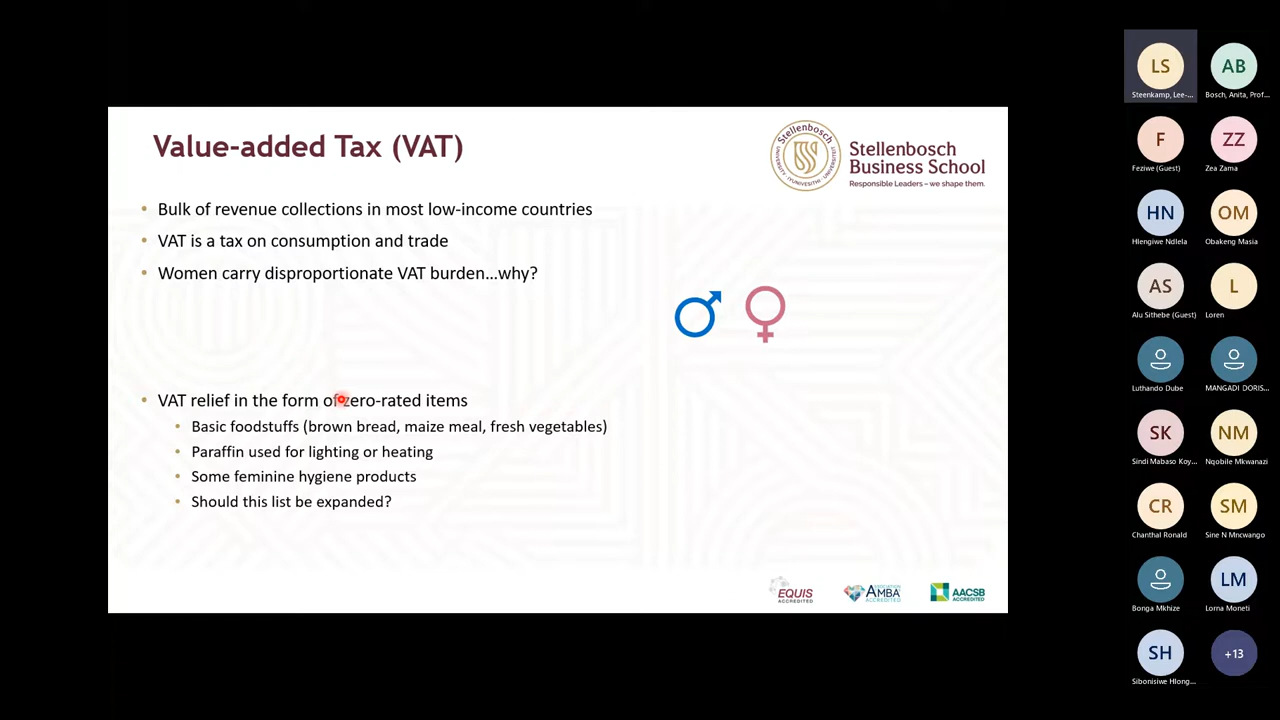 Value-added Tax (VAT)
Stellenbosch
UNIVERSITY • IYUNIVESITHI • UNIVERSITEIT
Stellenbosch
Business School
Responsible Leaders – we shape them.
• Bulk of revenue collections in most low-income countries
• VAT is a tax on consumption and trade
• Women carry disproportionate VAT burden...why?
• VAT relief in the form of zero-rated items
• Basic foodstuffs (brown bread, maize meal, fresh vegetables)
• Paraffin used for lighting or heating
• Some feminine hygiene products
• Should this list be expanded?
EQUIS
ACCREDITED
ASSOCIATION
AMBA
ACCREDITED
AACSB
ACCREDITED
LS
Steenkamp, Lee-...
AB
Bosch, Anita, Prof...
F
Feziwe (Guest)
ZZ
Zea Zama
HN
Hlengiwe Ndlela
OM
Obakeng Masia
AS
Alu Sithebe (Guest)
L
Loren
Luthando Dube
MANGADI DORIS...
SK
Sindi Mabaso Koy...
NM
Nqobile Mkwanazi
CR
Chanthal Ronald
SM
Sine N Mncwango
Bonga Mkhize
LM
Lorna Moneti
SH
Sibonisiwe Hlong...
+13